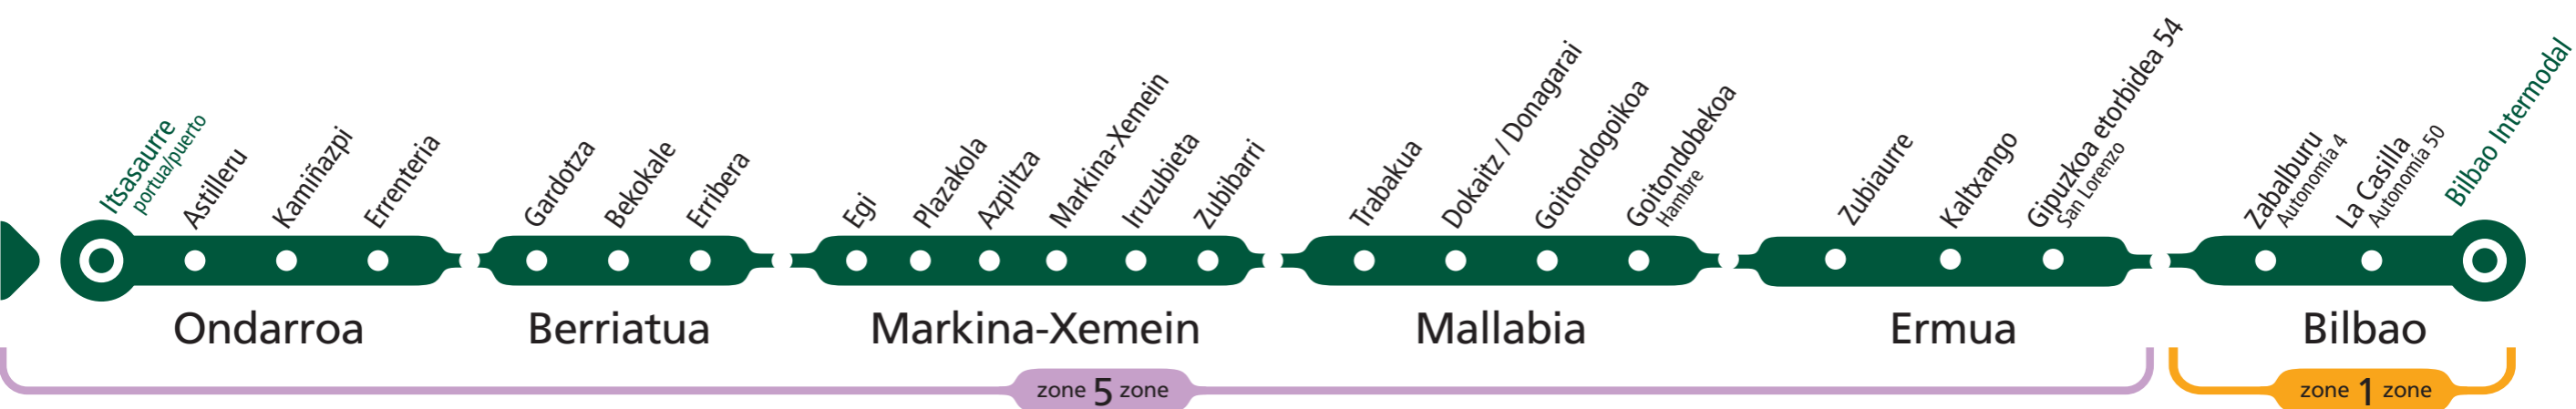 Itsasaurre
portua/puerto
Astilleru
Kamiñazpi
Errenteria
Gardotza
Bekokale
Erribera
Egi
Plazakola
Azpiltza
Markina-Xemein
Iruzubieta
Zubibarri
Trabakua
Dokaitz / Donagarai
Goitondogoikoa
Goitondobekoa
Hambre
Zubiaurre
Kaltxango
Gipuzkoa etorbidea 54
San Lorenzo
Zabalburu
Autonomía 4
La Casilla
Autonomía 50
Bilbao Intermodal
Ondarroa
Berriatua
Markina-Xemein
Mallabia
Ermua
Bilbao
zone 5 zone
zone 1 zone